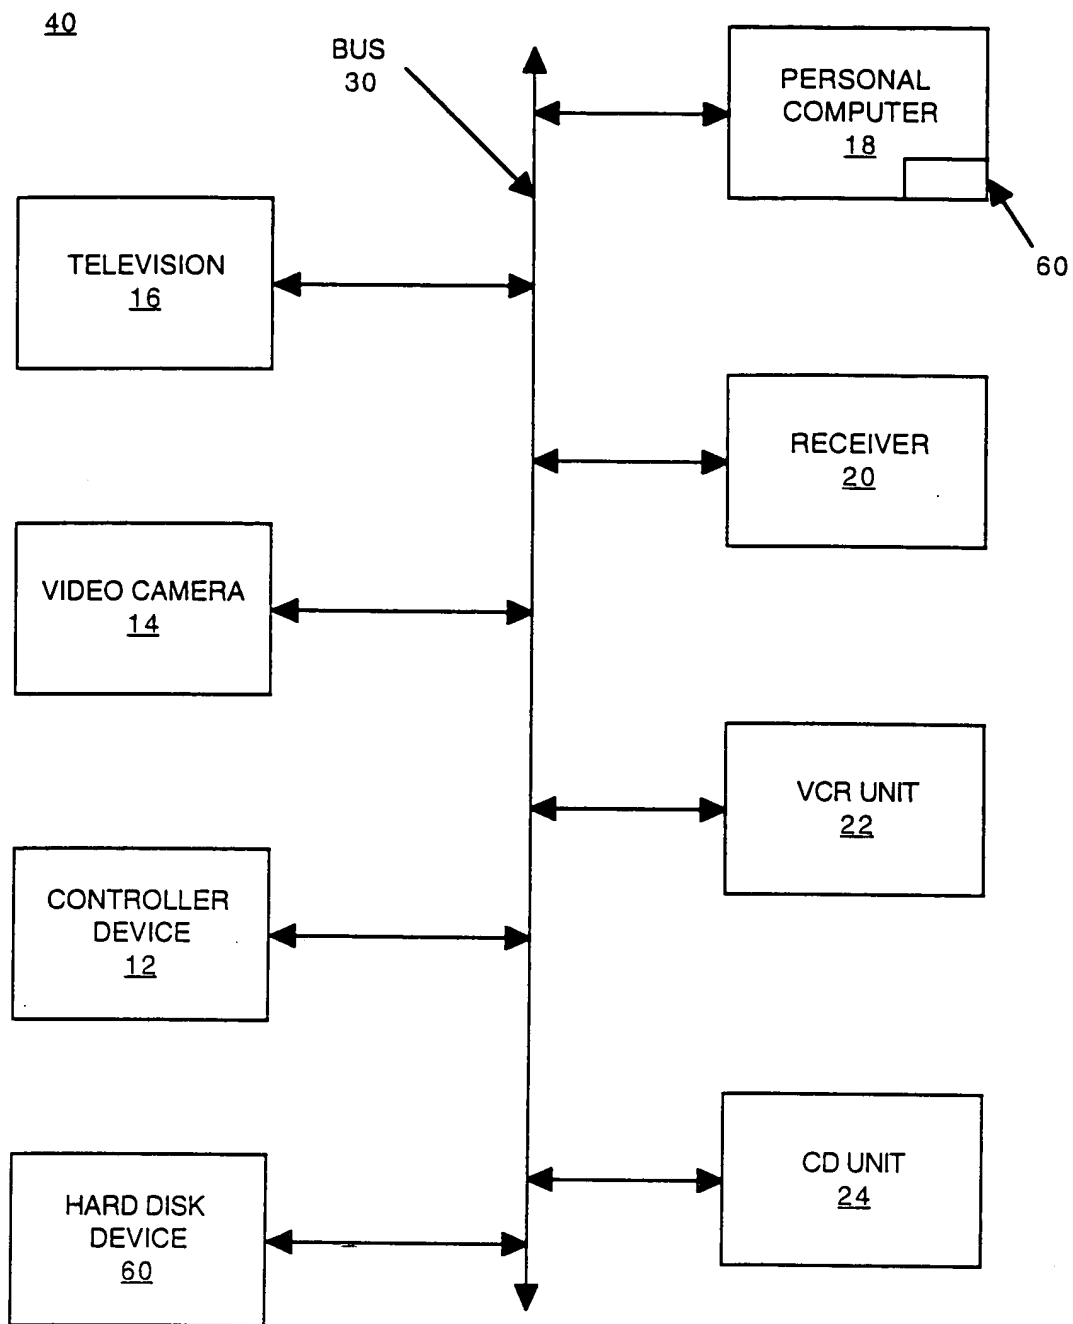 40
BUS
30
PERSONAL
COMPUTER
18
60
TELEVISION
16
RECEIVER
20
VIDEO CAMERA
14
VCR UNIT
22
CONTROLLER
DEVICE
12
CD UNIT
24
HARD DISK
DEVICE
60